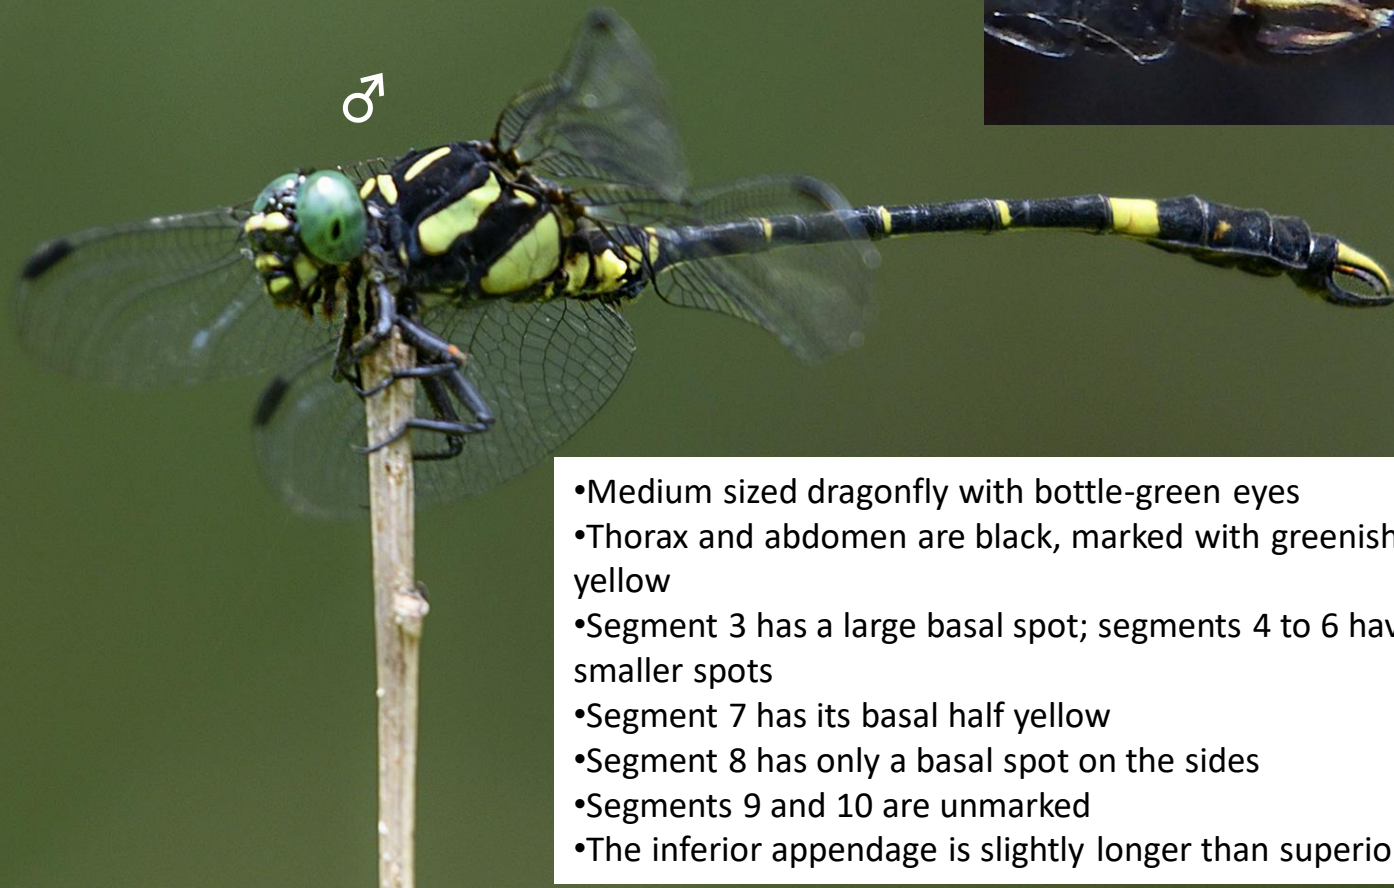 ♂
•Medium sized dragonfly with bottle-green eyes
•Thorax and abdomen are black, marked with greenish
yellow
•Segment 3 has a large basal spot; segments 4 to 6 hav
smaller spots
•Segment 7 has its basal half yellow
•Segment 8 has only a basal spot on the sides
•Segments 9 and 10 are unmarked
•The inferior appendage is slightly longer than superio